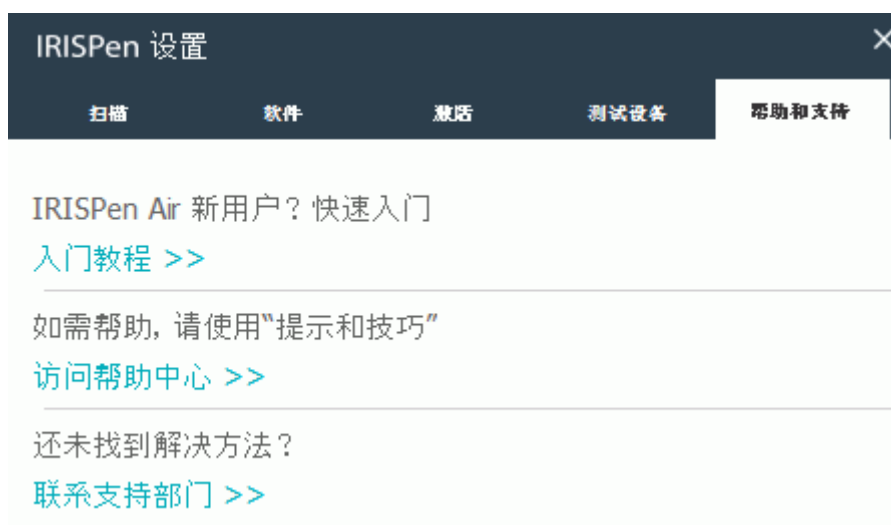 IRISPen 设置
扫描 软件 激活 测试设备 帮助和支持
IRISPen Air 新用户？快速入门
入门教程 >>
如需帮助, 请使用“提示和技巧”
访问帮助中心 >>
还未找到解决方法？
联系支持部门 >>